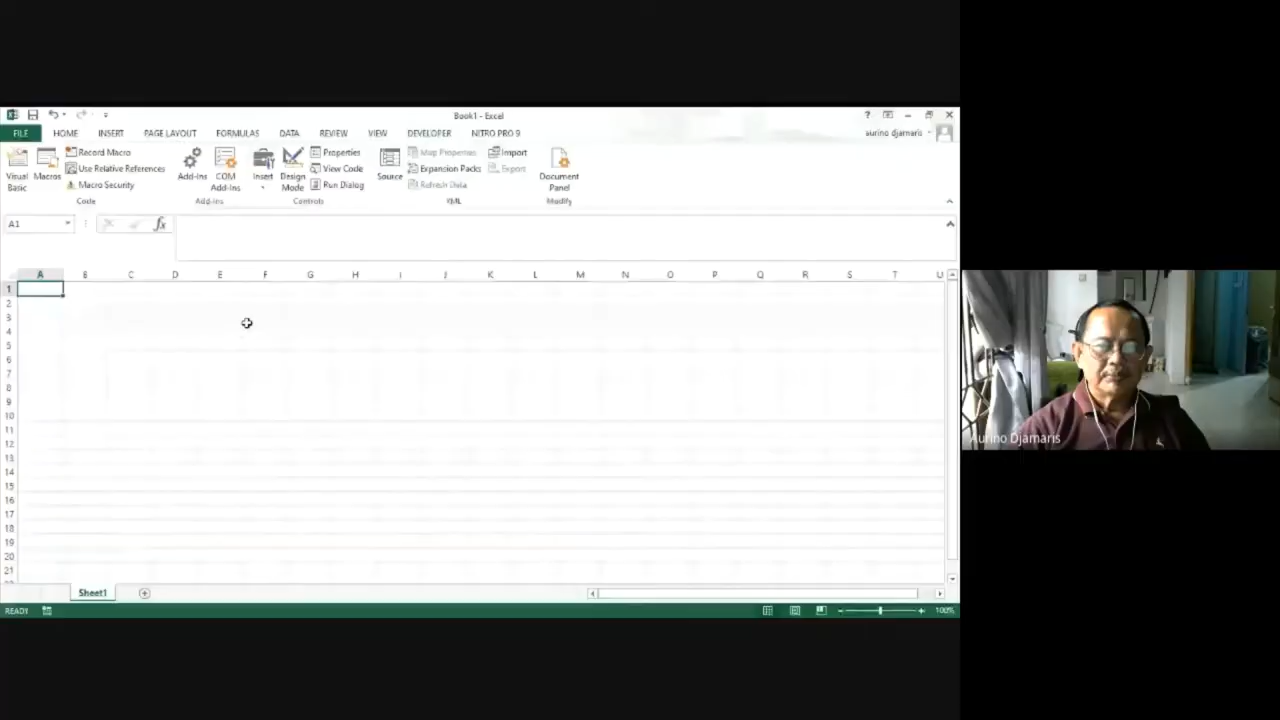 Book1 - Excel
FILE HOME INSERT PAGE LAYOUT FORMULAS DATA REVIEW VIEW DEVELOPER NITRO PRO 9 aurino djamaris
Visual Basic
Macros
Record Macro
Use Relative References
Macro Security
Code
Add-Ins
COM Add-Ins
Add-Ins
Insert
Design Mode
Properties
View Code
Run Dialog
Controls
Source
Map Properties
Expansion Packs
Refresh Data
Import
Export
XML
Document Panel
Modify
A1
fx
A B C D E F G H I J K L M N O P Q R S T U
1
2
3
4
5
6
7
8
9
10
11
12
13
14
15
16
17
18
19
20
21
Sheet1
READY
100%
Aurino Djamaris